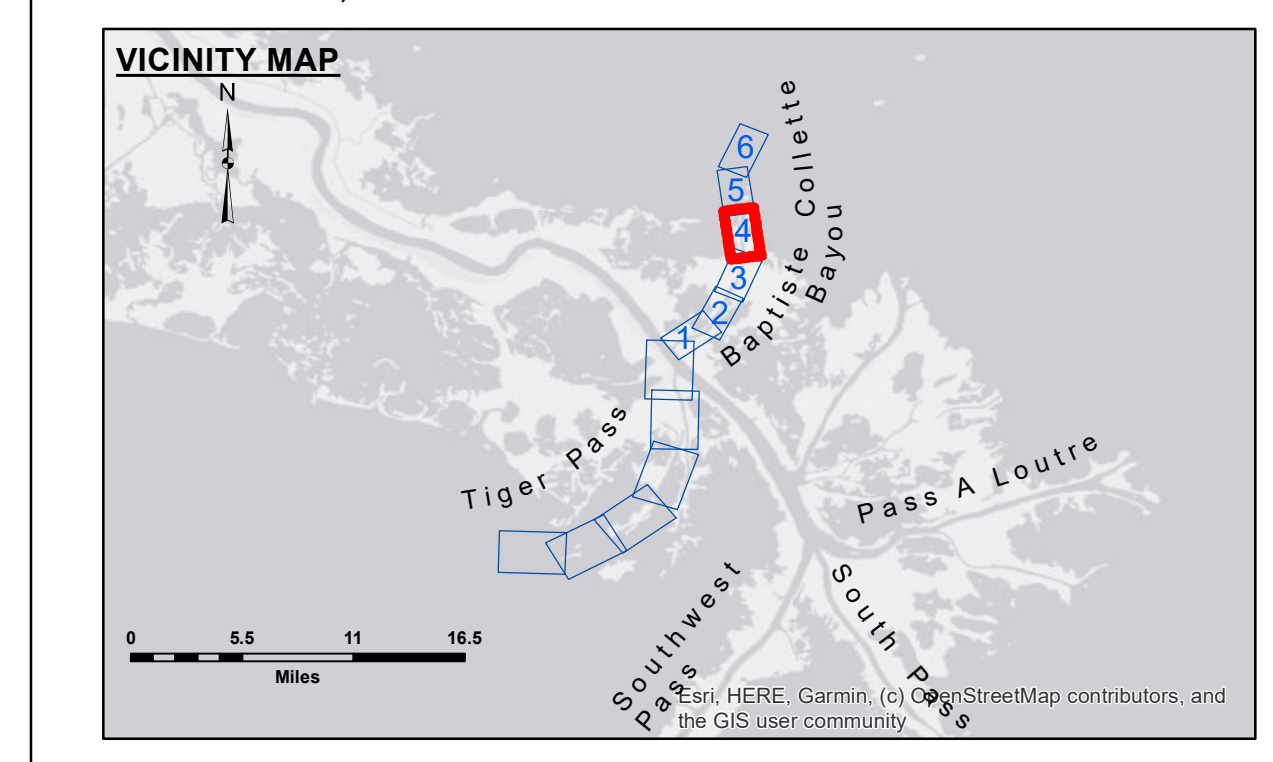 VICINITY MAP
N
6
5
4
3
2
1
Baptiste Collette
Bayou
Tiger Pass
Pass A Loutre
Southwest
Pass
South Pass
0 5.5 11 16.5
Miles
Esri, HERE, Garmin, (c) OpenStreetMap contributors, and
the GIS user community